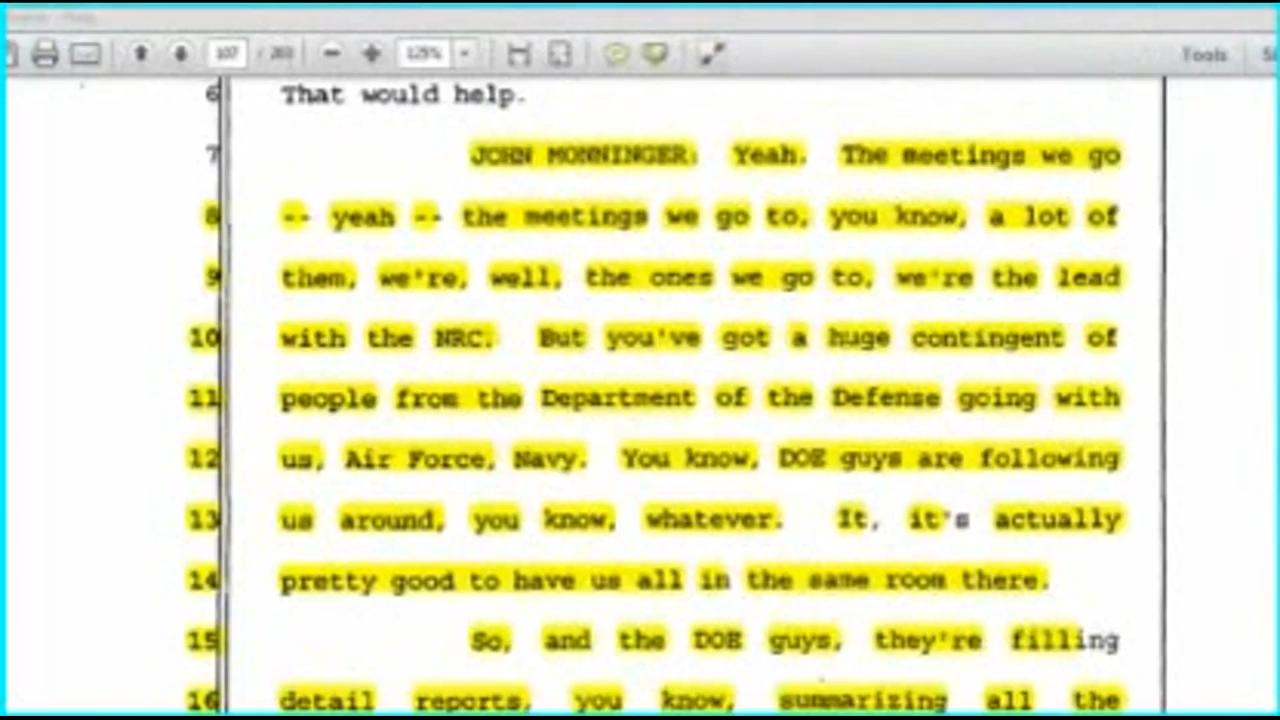 107 / 203
125%
Tools
6 That would help.
7 JOHN MONNINGER: Yeah. The meetings we go
8 -- yeah -- the meetings we go to, you know, a lot of
9 them, we're, well, the ones we go to, we're the lead
10 with the NRC. But you've got a huge contingent of
11 people from the Department of the Defense going with
12 us, Air Force, Navy. You know, DOE guys are following
13 us around, you know, whatever. It, it's actually
14 pretty good to have us all in the same room there.
15 So, and the DOE guys, they're filling
16 detail reports, you know, summarizing all the